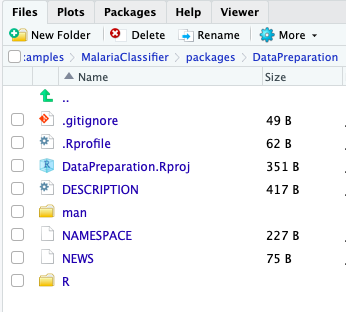 Files Plots Packages Help Viewer
New Folder Delete Rename More
xamples MalariaClassifier packages DataPreparation
Name Size
..
.gitignore 49 B
.Rprofile 62 B
DataPreparation.Rproj 351 B
DESCRIPTION 417 B
man
NAMESPACE 227 B
NEWS 75 B
R